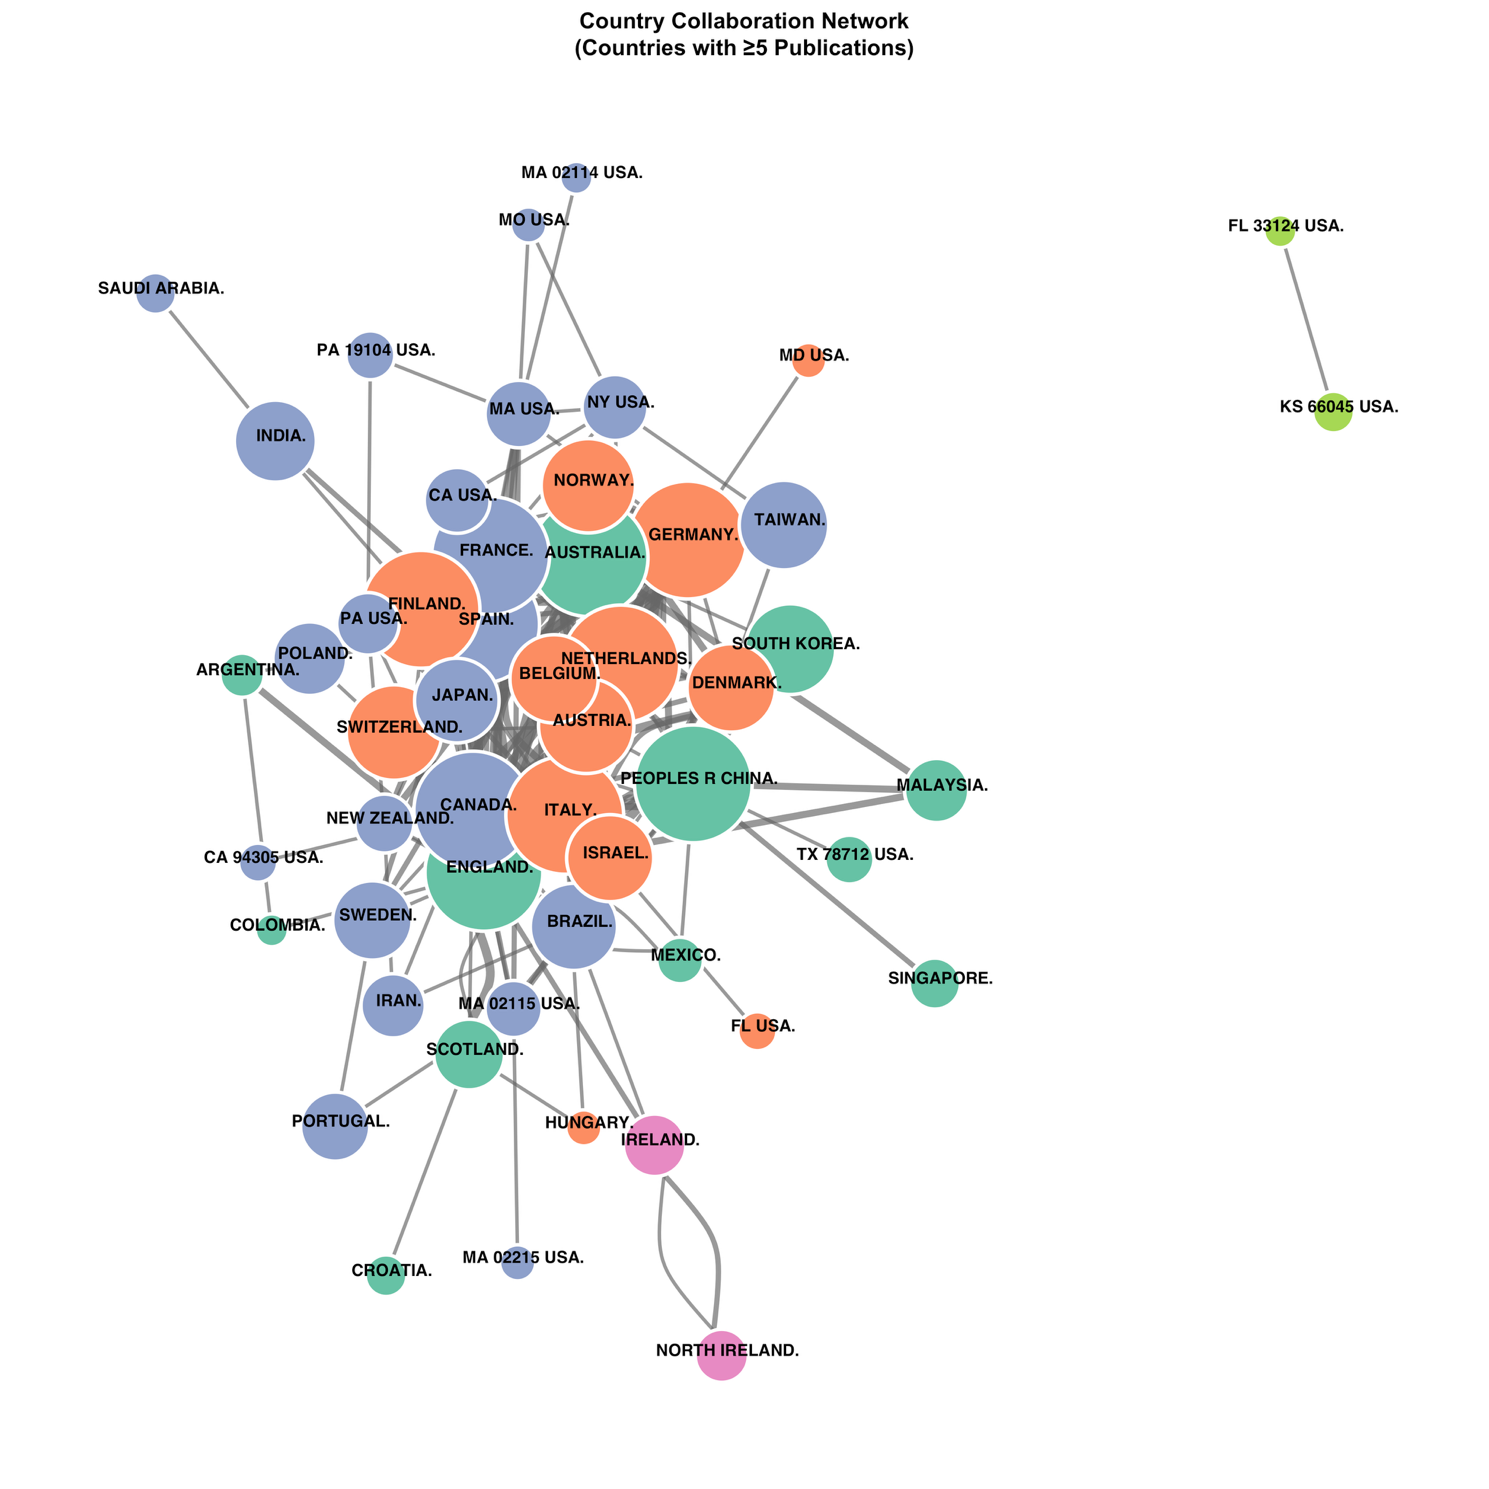 Country Collaboration Network
(Countries with ≥5 Publications)
MA 02114 USA.
MO USA.
FL 33124 USA.
SAUDI ARABIA.
PA 19104 USA.
MD USA.
MA USA.
NY USA.
KS 66045 USA.
INDIA.
NORWAY.
CA USA.
GERMANY.
TAIWAN.
FRANCE.
AUSTRALIA.
FINLAND.
PA USA.
SPAIN.
SOUTH KOREA.
POLAND.
NETHERLANDS.
ARGENTINA.
BELGIUM.
DENMARK.
JAPAN.
SWITZERLAND.
AUSTRIA.
PEOPLES R CHINA.
MALAYSIA.
CANADA.
ITALY.
NEW ZEALAND.
CA 94305 USA.
ISRAEL.
TX 78712 USA.
ENGLAND.
SWEDEN.
BRAZIL.
COLOMBIA.
MEXICO.
SINGAPORE.
IRAN.
MA 02115 USA.
FL USA.
SCOTLAND.
PORTUGAL.
HUNGARY.
IRELAND.
MA 02215 USA.
CROATIA.
NORTH IRELAND.